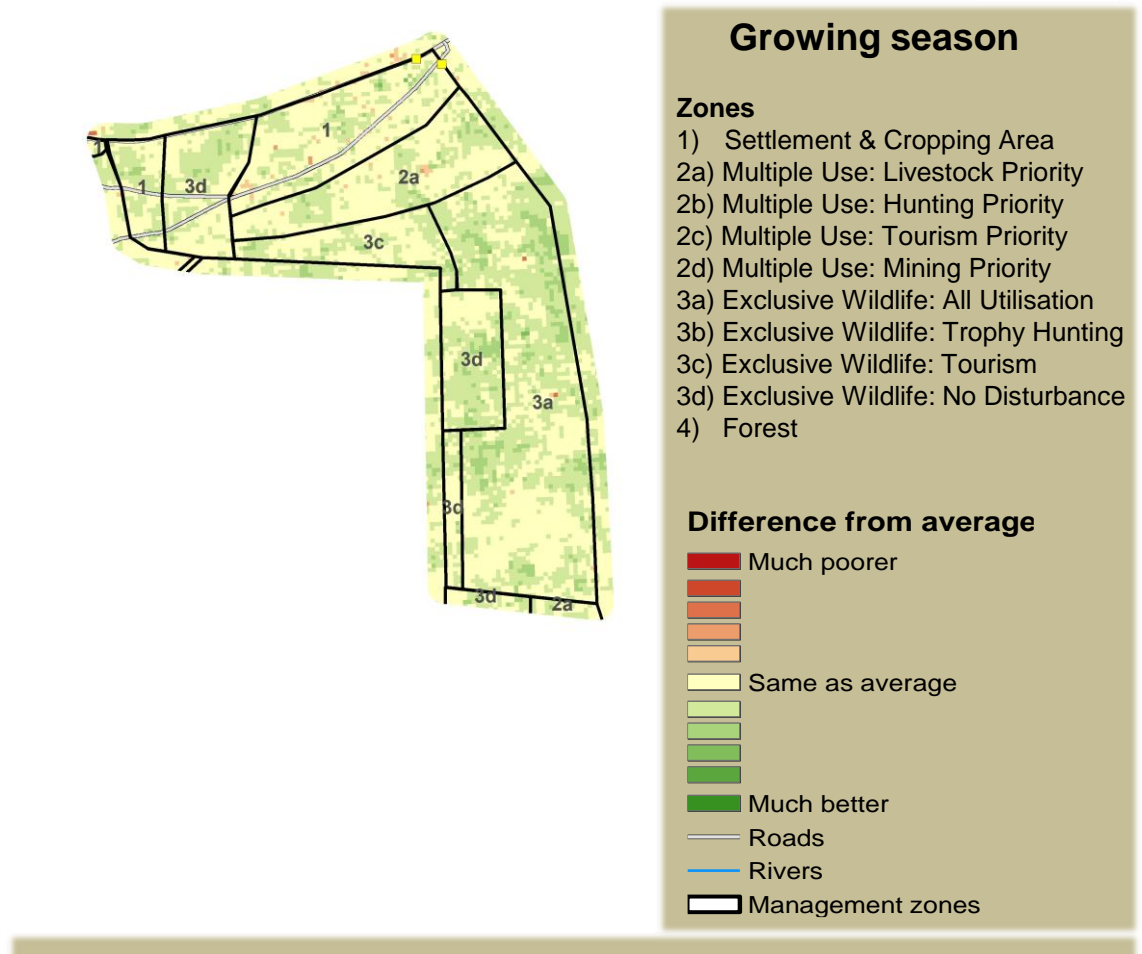 Growing season
Zones
1) Settlement & Cropping Area
2a) Multiple Use: Livestock Priority
2b) Multiple Use: Hunting Priority
2c) Multiple Use: Tourism Priority
2d) Multiple Use: Mining Priority
3a) Exclusive Wildlife: All Utilisation
3b) Exclusive Wildlife: Trophy Hunting
3c) Exclusive Wildlife: Tourism
3d) Exclusive Wildlife: No Disturbance
4) Forest
Difference from average
Much poorer
Same as average
Much better
Roads
Rivers
Management zones
1
1
1
3d
2a
3c
3d
3a
3d
3d
2a